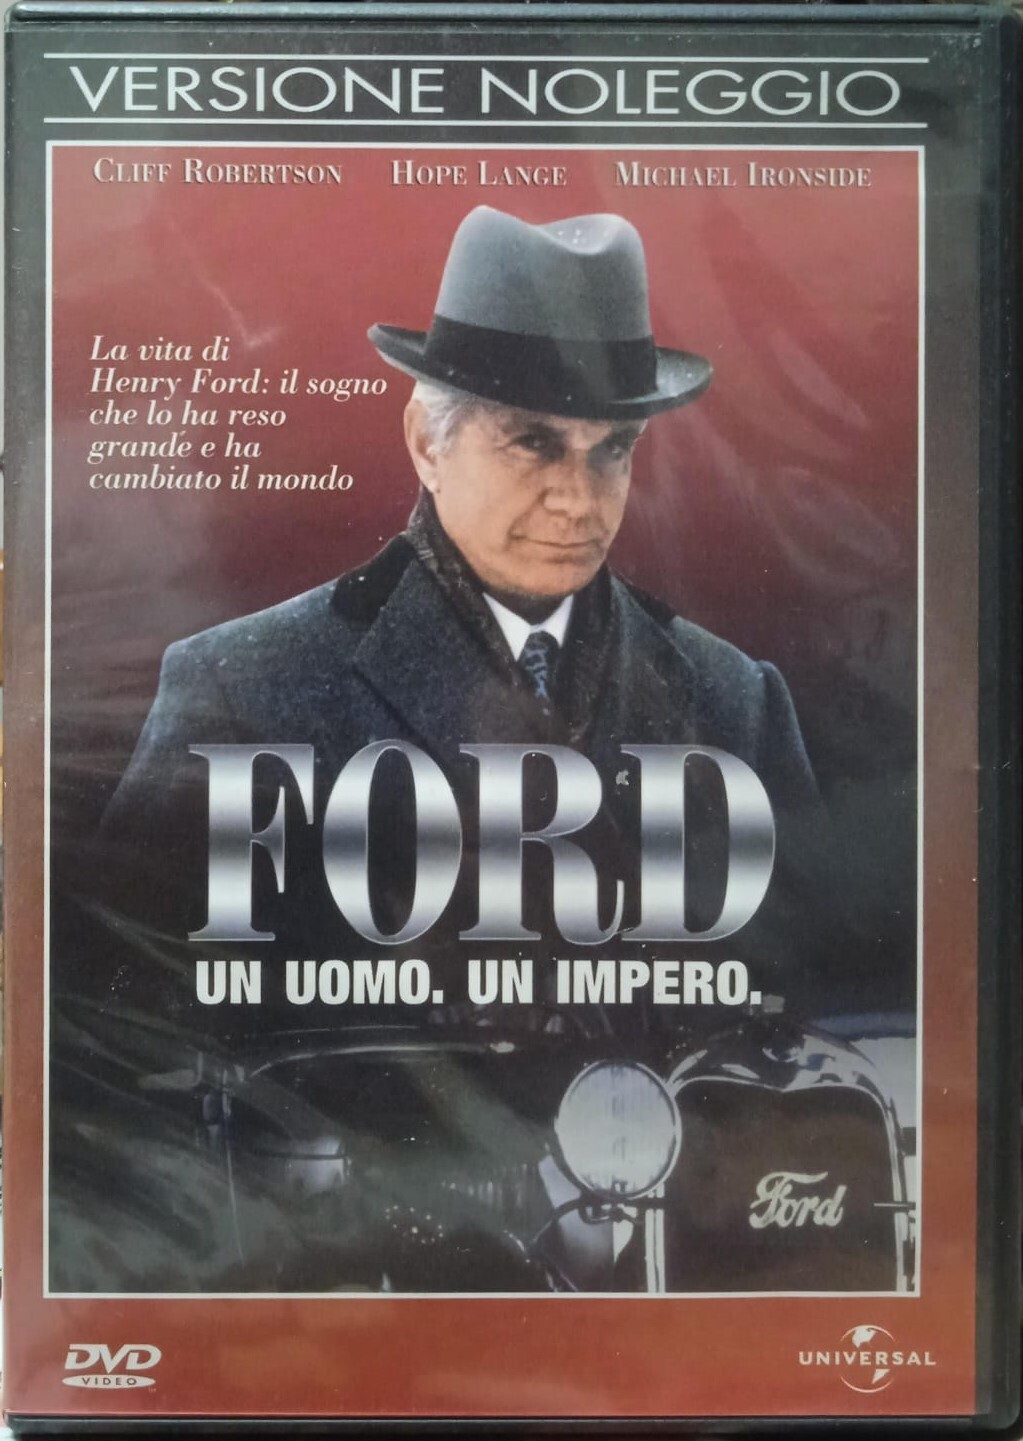 VERSIONE NOLEGGIO
CLIFF ROBERTSON HOPE LANGE MICHAEL IRONSIDE
La vita di
Henry Ford: il sogno
che lo ha reso
grande e ha
cambiato il mondo
FORD
UN UOMO. UN IMPERO.
Ford
DVD
VIDEO
UNIVERSAL